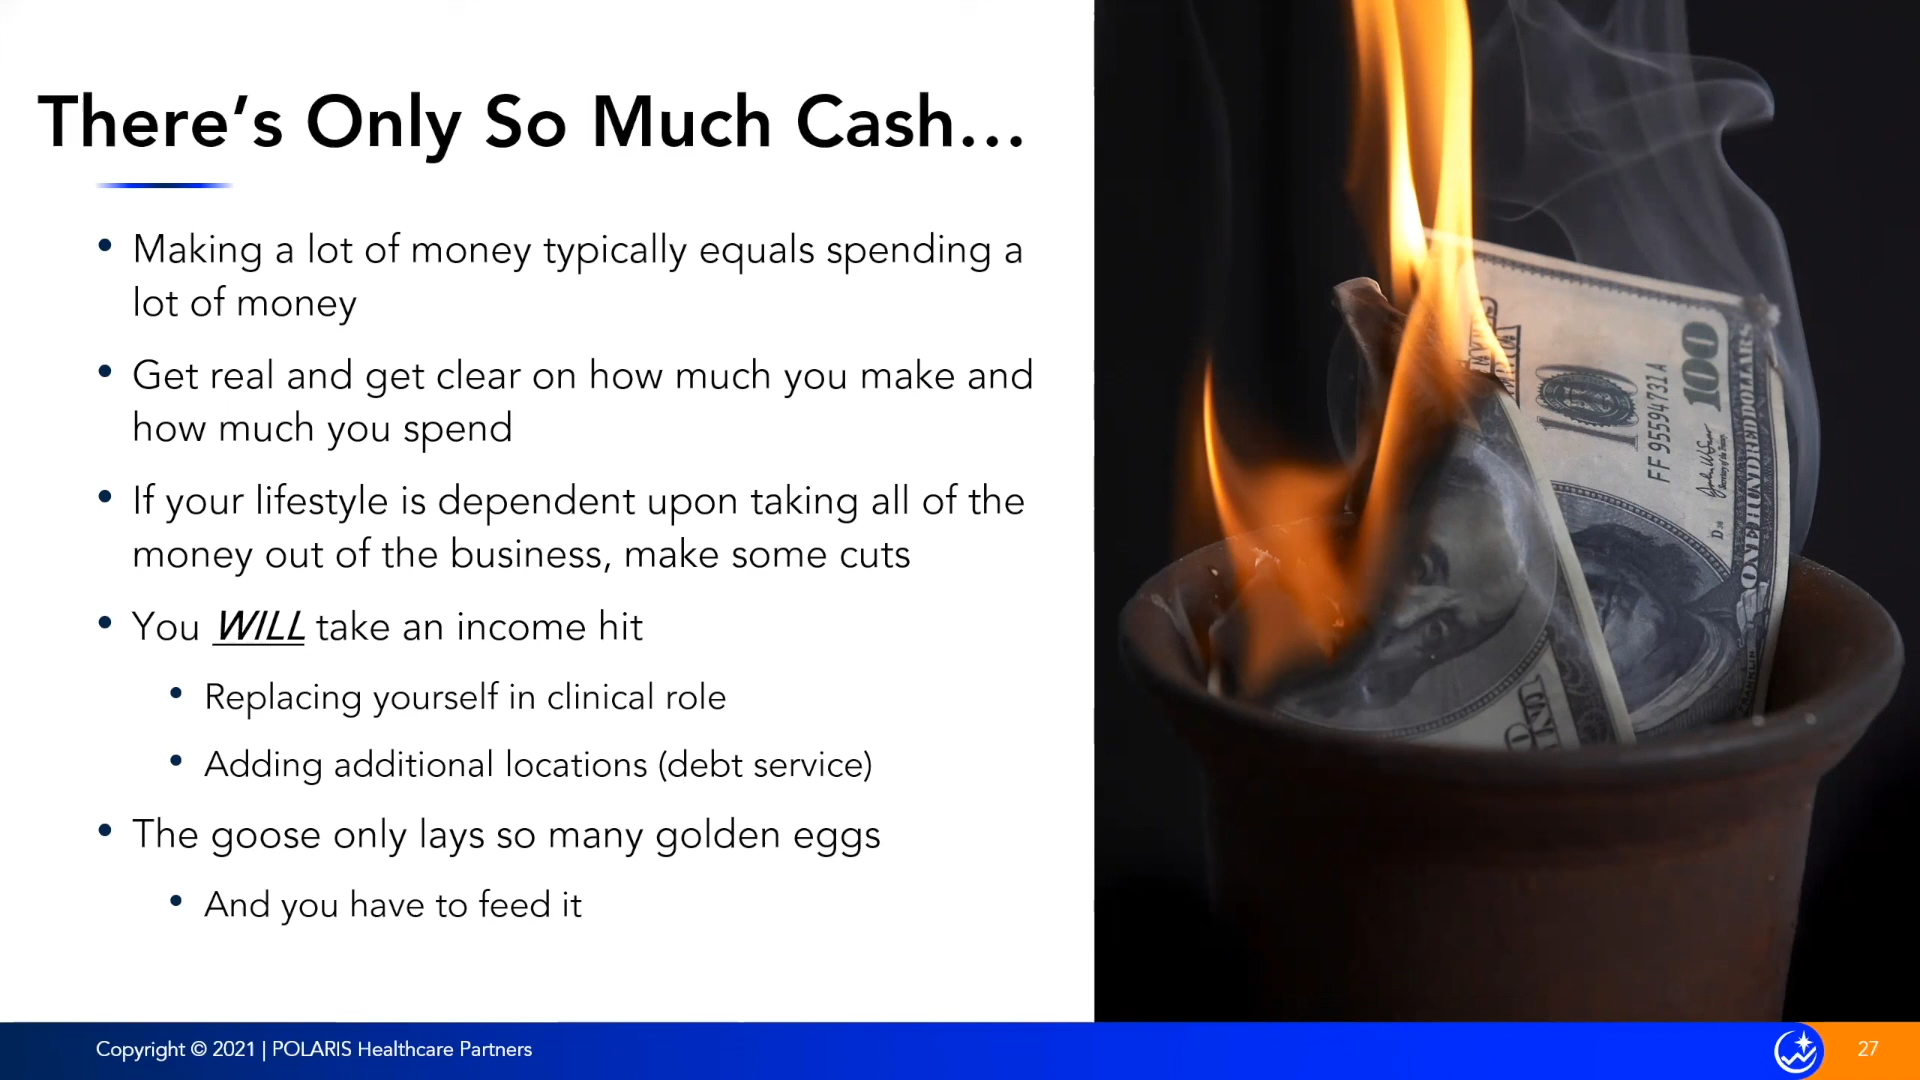 There's Only So Much Cash...
• Making a lot of money typically equals spending a
lot of money
• Get real and get clear on how much you make and
how much you spend
• If your lifestyle is dependent upon taking all of the
money out of the business, make some cuts
• You WILL take an income hit
• Replacing yourself in clinical role
• Adding additional locations (debt service)
• The goose only lays so many golden eggs
• And you have to feed it
100
FF 95594731 A
100
ONE HUNDRED DOLLARS
Copyright © 2021 | POLARIS Healthcare Partners
27